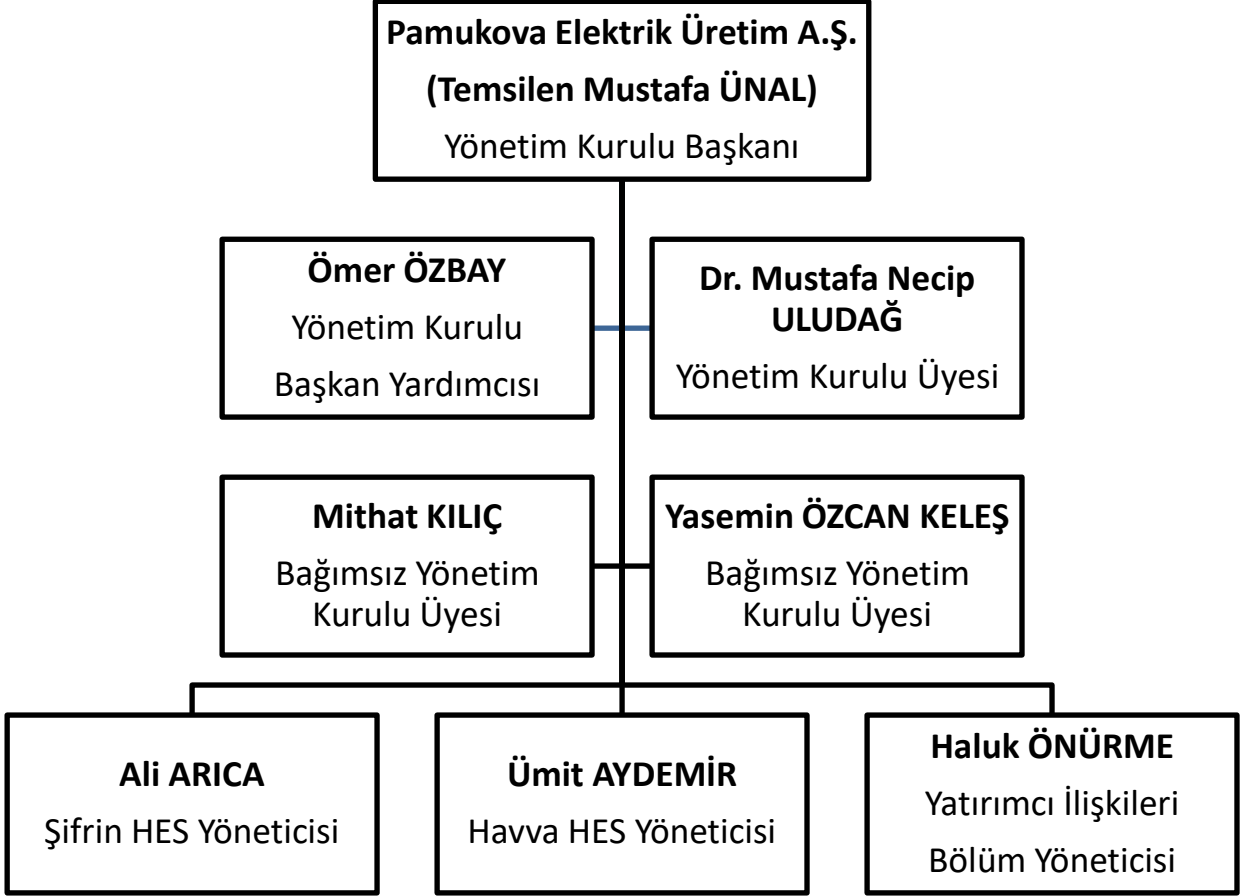 Pamukova Elektrik Üretim A.Ş.
(Temsilen Mustafa ÜNAL)
Yönetim Kurulu Başkanı
Ömer ÖZBAY
Yönetim Kurulu
Başkan Yardımcısı
Dr. Mustafa Necip
ULUDAĞ
Yönetim Kurulu Üyesi
Mithat KILIÇ
Bağımsız Yönetim
Kurulu Üyesi
Yasemin ÖZCAN KELEŞ
Bağımsız Yönetim
Kurulu Üyesi
Ali ARICA
Şifrin HES Yöneticisi
Ümit AYDEMİR
Havva HES Yöneticisi
Haluk ÖNÜRME
Yatırımcı İlişkileri
Bölüm Yöneticisi